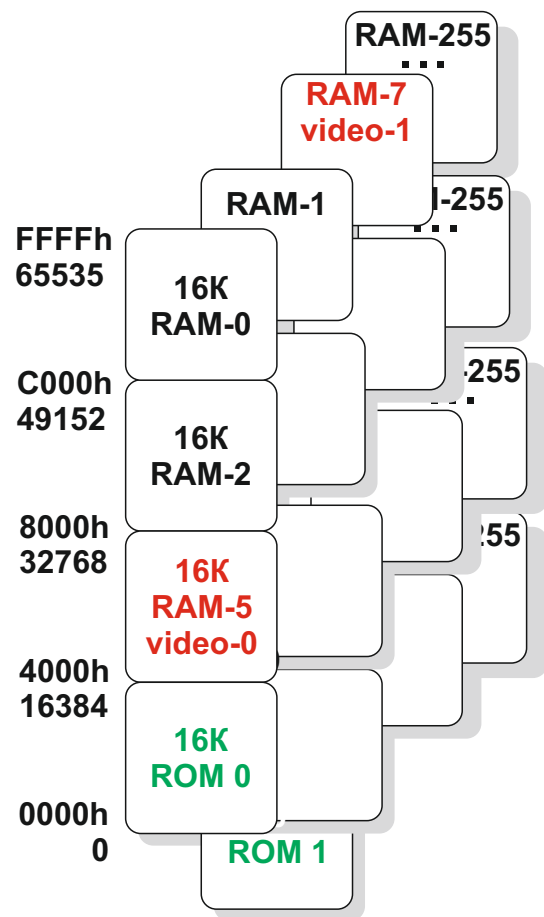 RAM-255
...
RAM-7
video-1
RAM-1
-255
...
FFFFh
65535
16K
RAM-0
C000h
49152
-255
...
16K
RAM-2
8000h
32768
255
16K
RAM-5
video-0
4000h
16384
16K
ROM 0
0000h
0
ROM 1